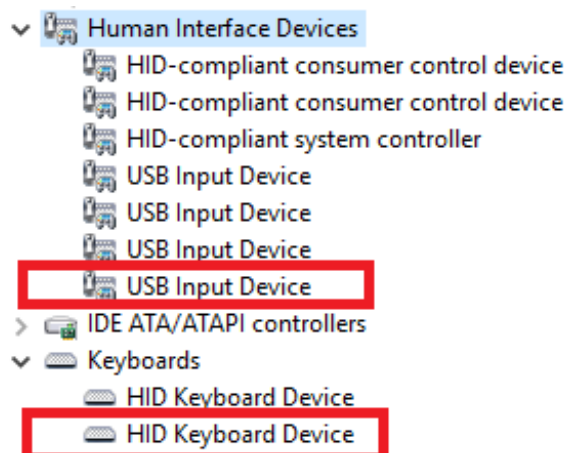 Human Interface Devices
HID-compliant consumer control device
HID-compliant consumer control device
HID-compliant system controller
USB Input Device
USB Input Device
USB Input Device
USB Input Device
IDE ATA/ATAPI controllers
Keyboards
HID Keyboard Device
HID Keyboard Device